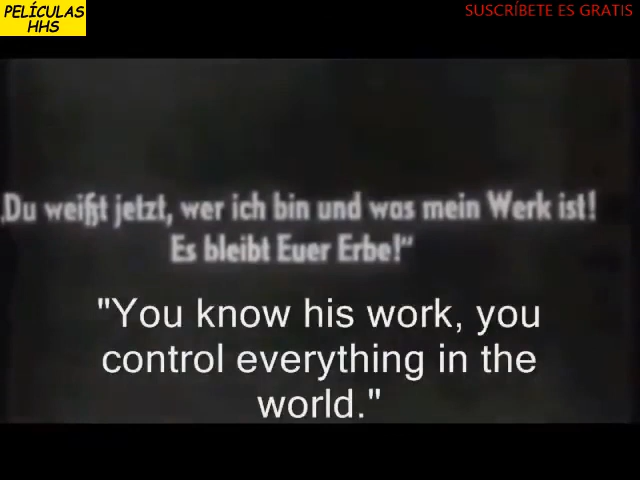 PELÍCULAS
HHS
SUSCRÍBETE ES GRATIS
„Du weißt jetzt, wer ich bin und was mein Werk ist!
Es bleibt Euer Erbe!“
"You know his work, you
control everything in the
world."